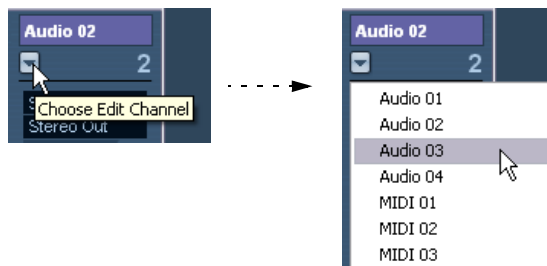 Audio 02
2
Choose Edit Channel
Stereo Out
Audio 02
2
Audio 01
Audio 02
Audio 03
Audio 04
MIDI 01
MIDI 02
MIDI 03